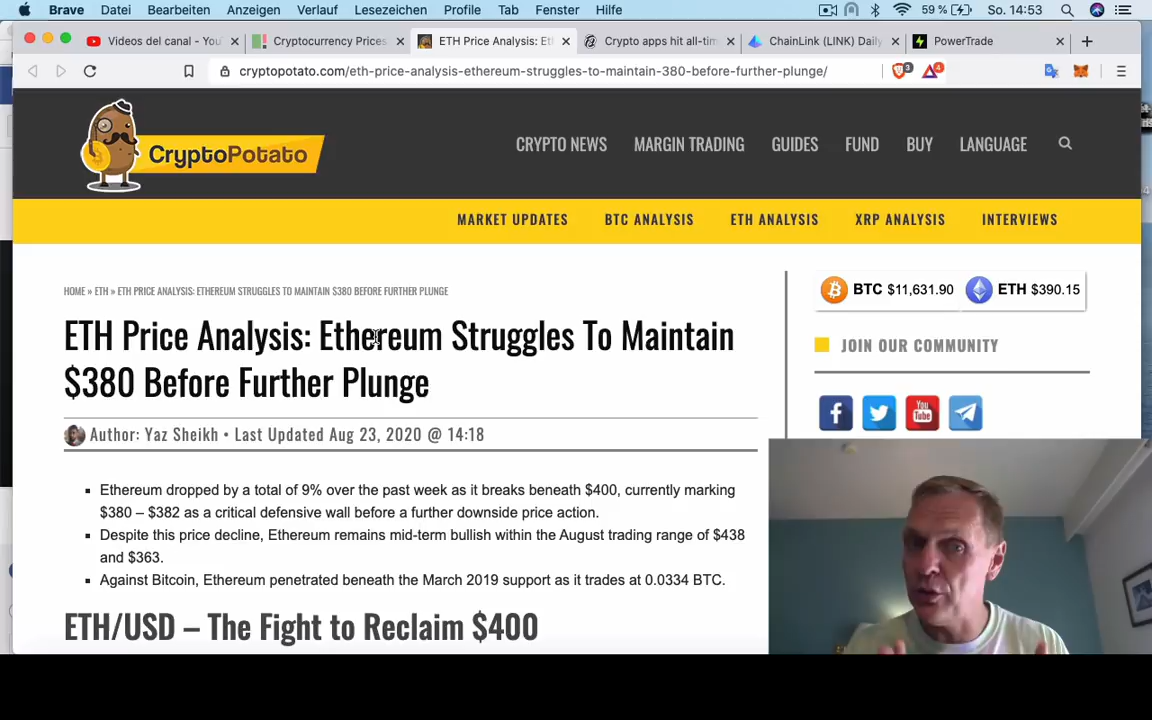 Brave Datei Bearbeiten Anzeigen Verlauf Lesezeichen Profile Tab Fenster Hilfe 59 % So. 14:53
Videos del canal - You Cryptocurrency Prices ETH Price Analysis: Et Crypto apps hit all-tim ChainLink (LINK) Daily PowerTrade
cryptopotato.com/eth-price-analysis-ethereum-struggles-to-maintain-380-before-further-plunge/ 3 4
CryptoPotato
CRYPTO NEWS MARGIN TRADING GUIDES FUND BUY LANGUAGE
MARKET UPDATES BTC ANALYSIS ETH ANALYSIS XRP ANALYSIS INTERVIEWS
HOME » ETH » ETH PRICE ANALYSIS: ETHEREUM STRUGGLES TO MAINTAIN $380 BEFORE FURTHER PLUNGE
BTC $11,631.90 ETH $390.15
ETH Price Analysis: Ethereum Struggles To Maintain
$380 Before Further Plunge
JOIN OUR COMMUNITY
You Tube
Author: Yaz Sheikh • Last Updated Aug 23, 2020 @ 14:18
Ethereum dropped by a total of 9% over the past week as it breaks beneath $400, currently marking
$380 – $382 as a critical defensive wall before a further downside price action.
Despite this price decline, Ethereum remains mid-term bullish within the August trading range of $438
and $363.
Against Bitcoin, Ethereum penetrated beneath the March 2019 support as it trades at 0.0334 BTC.
ETH/USD – The Fight to Reclaim $400